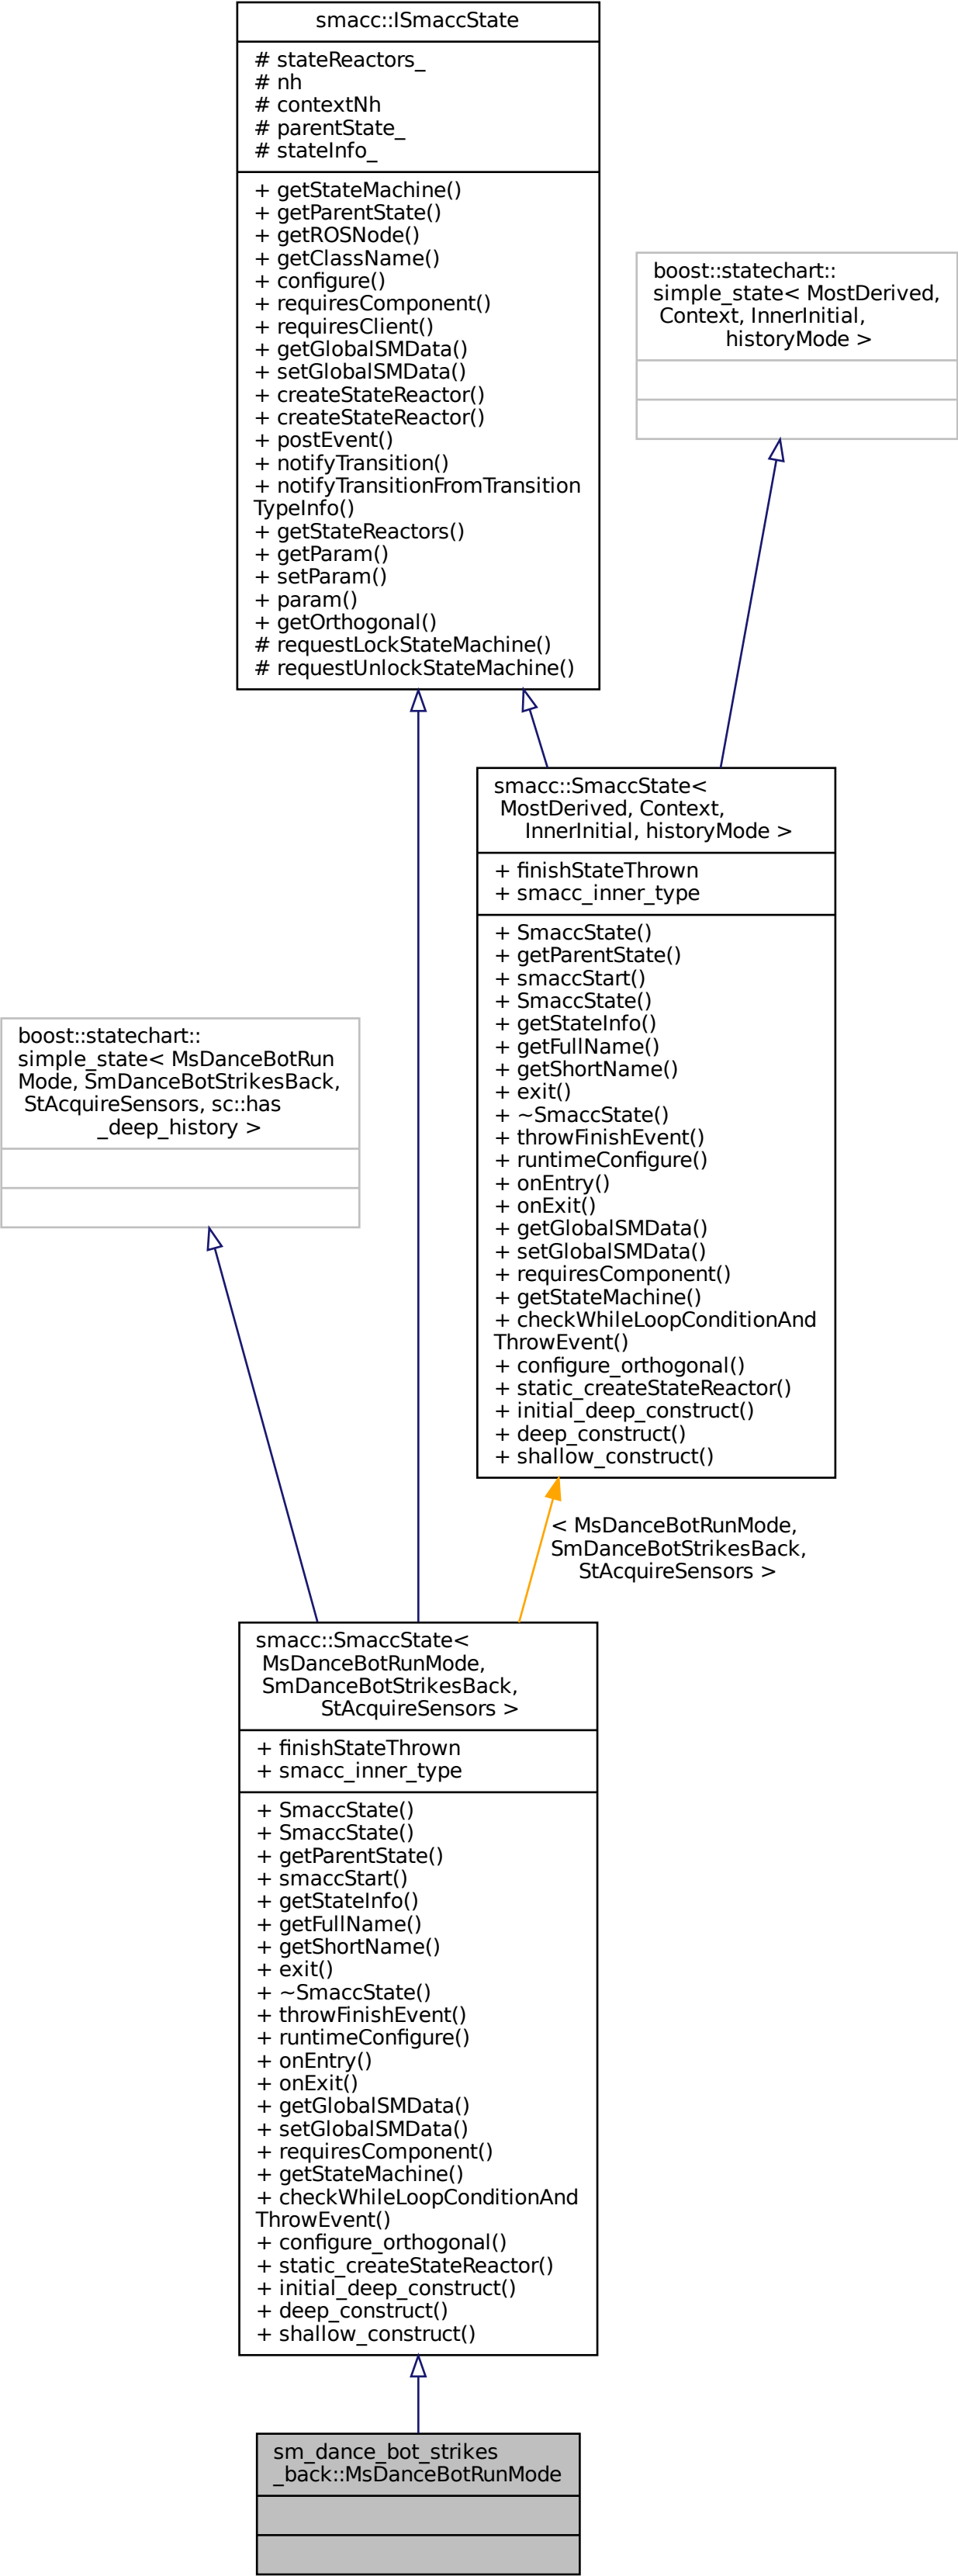 smacc::ISmaccState
# stateReactors_
# nh
# contextNh
# parentState_
# stateInfo_
+ getStateMachine()
+ getParentState()
+ getROSNode()
+ getClassName()
+ configure()
+ requiresComponent()
+ requiresClient()
+ getGlobalSMData()
+ setGlobalSMData()
+ createStateReactor()
+ createStateReactor()
+ postEvent()
+ notifyTransition()
+ notifyTransitionFromTransition
TypeInfo()
+ getStateReactors()
+ getParam()
+ setParam()
+ param()
+ getOrthogonal()
# requestLockStateMachine()
# requestUnlockStateMachine()
boost::statechart::
simple_state< MostDerived,
Context, InnerInitial,
historyMode >
smacc::SmaccState<
MostDerived, Context,
InnerInitial, historyMode >
+ finishStateThrown
+ smacc_inner_type
+ SmaccState()
+ getParentState()
+ smaccStart()
+ SmaccState()
+ getStateInfo()
+ getFullName()
+ getShortName()
+ exit()
+ ~SmaccState()
+ throwFinishEvent()
+ runtimeConfigure()
+ onEntry()
+ onExit()
+ getGlobalSMData()
+ setGlobalSMData()
+ requiresComponent()
+ getStateMachine()
+ checkWhileLoopConditionAnd
ThrowEvent()
+ configure_orthogonal()
+ static_createStateReactor()
+ initial_deep_construct()
+ deep_construct()
+ shallow_construct()
boost::statechart::
simple_state< MsDanceBotRun
Mode, SmDanceBotStrikesBack,
StAcquireSensors, sc::has
_deep_history >
< MsDanceBotRunMode,
SmDanceBotStrikesBack,
StAcquireSensors >
smacc::SmaccState<
MsDanceBotRunMode,
SmDanceBotStrikesBack,
StAcquireSensors >
+ finishStateThrown
+ smacc_inner_type
+ SmaccState()
+ SmaccState()
+ getParentState()
+ smaccStart()
+ getStateInfo()
+ getFullName()
+ getShortName()
+ exit()
+ ~SmaccState()
+ throwFinishEvent()
+ runtimeConfigure()
+ onEntry()
+ onExit()
+ getGlobalSMData()
+ setGlobalSMData()
+ requiresComponent()
+ getStateMachine()
+ checkWhileLoopConditionAnd
ThrowEvent()
+ configure_orthogonal()
+ static_createStateReactor()
+ initial_deep_construct()
+ deep_construct()
+ shallow_construct()
sm_dance_bot_strikes
_back::MsDanceBotRunMode